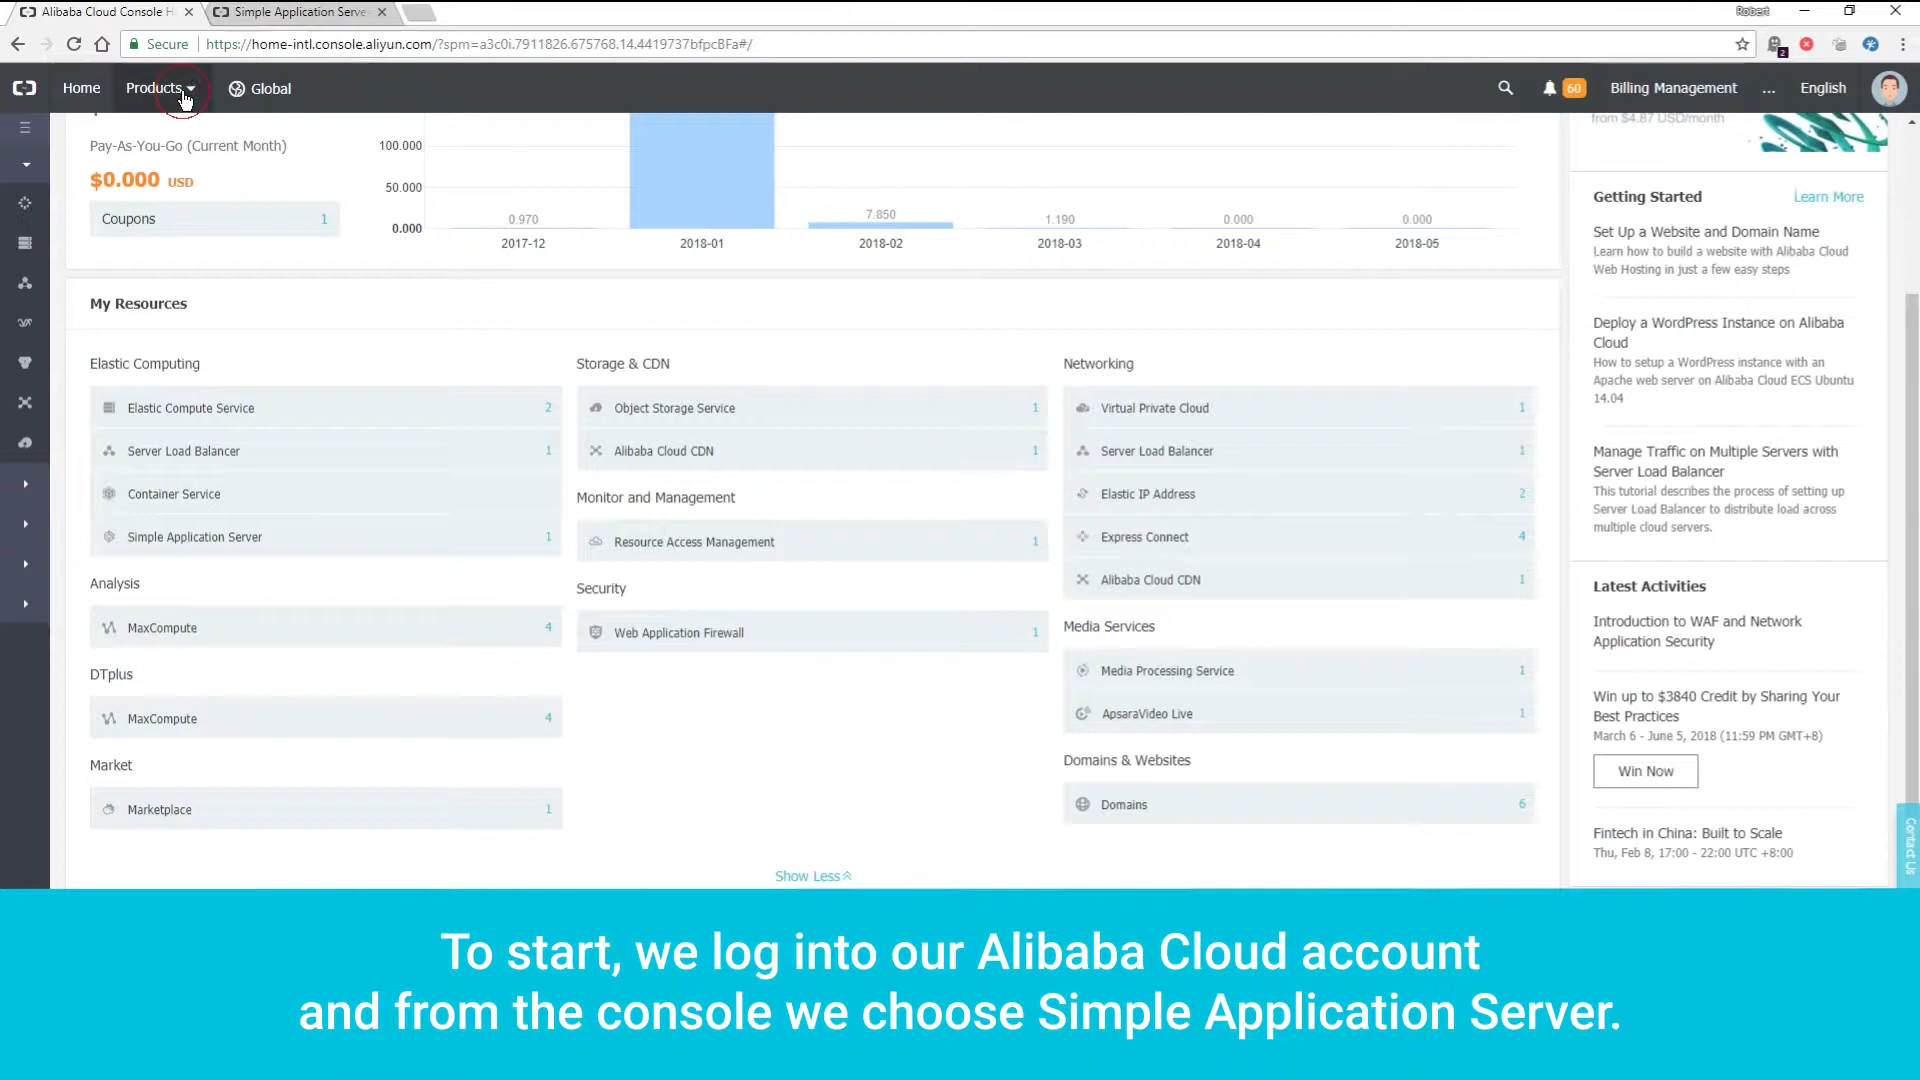 Alibaba Cloud Console H
Simple Application Serve
Robert
Secure
https://home-intl.console.aliyun.com/?spm=a3c0i.7911826.675768.14.4419737bfpcBFa#/
2
Home
Products
Global
60
Billing Management
...
English
Pay-As-You-Go (Current Month)
$0.000 USD
Coupons 1
100.000
50.000
0.000
0.970
7.850
1.190
0.000
0.000
2017-12
2018-01
2018-02
2018-03
2018-04
2018-05
My Resources
Elastic Computing
Elastic Compute Service 2
Server Load Balancer 1
Container Service
Simple Application Server 1
Analysis
MaxCompute 4
DTplus
MaxCompute 4
Market
Marketplace 1
Storage & CDN
Object Storage Service 1
Alibaba Cloud CDN 1
Monitor and Management
Resource Access Management 1
Security
Web Application Firewall 1
Networking
Virtual Private Cloud 1
Server Load Balancer 1
Elastic IP Address 2
Express Connect 4
Alibaba Cloud CDN 1
Media Services
Media Processing Service 1
ApsaraVideo Live 1
Domains & Websites
Domains 6
Show Less
from $4.87 USD/month
Getting Started
Learn More
Set Up a Website and Domain Name
Learn how to build a website with Alibaba Cloud
Web Hosting in just a few easy steps
Deploy a WordPress Instance on Alibaba
Cloud
How to setup a WordPress instance with an
Apache web server on Alibaba Cloud ECS Ubuntu
14.04
Manage Traffic on Multiple Servers with
Server Load Balancer
This tutorial describes the process of setting up
Server Load Balancer to distribute load across
multiple cloud servers.
Latest Activities
Introduction to WAF and Network
Application Security
Win up to $3840 Credit by Sharing Your
Best Practices
March 6 - June 5, 2018 (11:59 PM GMT+8)
Win Now
Fintech in China: Built to Scale
Thu, Feb 8, 17:00 - 22:00 UTC +8:00
Contact Us
To start, we log into our Alibaba Cloud account
and from the console we choose Simple Application Server.